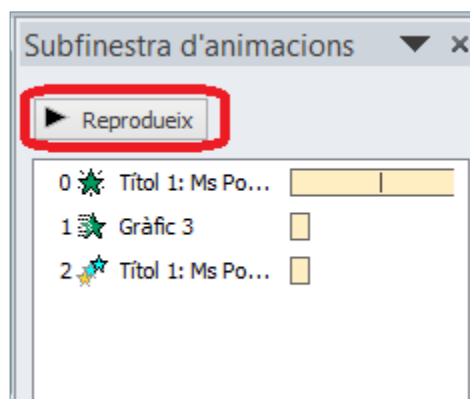 Subfinestra d'animacions
Reprodueix
0 Títol 1: Ms Po...
1 Gràfic 3
2 Títol 1: Ms Po...